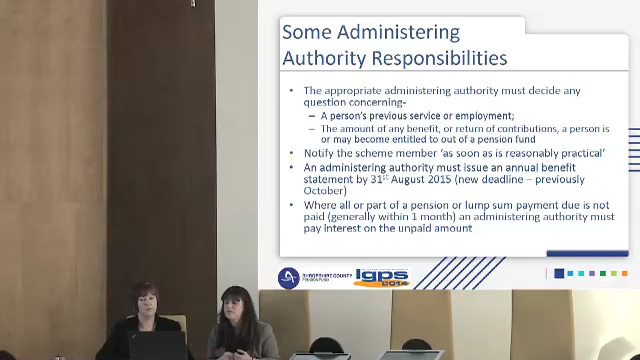 Some Administering
Authority Responsibilities
• The appropriate administering authority must decide any
question concerning-
– A person's previous service or employment;
– The amount of any benefit, or return of contributions, a person is
or may become entitled to out of a pension fund
• Notify the scheme member 'as soon as is reasonably practical'
• An administering authority must issue an annual benefit
statement by 31st August 2015 (new deadline – previously
October)
• Where all or part of a pension or lump sum payment due is not
paid (generally within 1 month) an administering authority must
pay interest on the unpaid amount
SHROPSHIRE COUNTY
PENSION FUND
lgps
2014